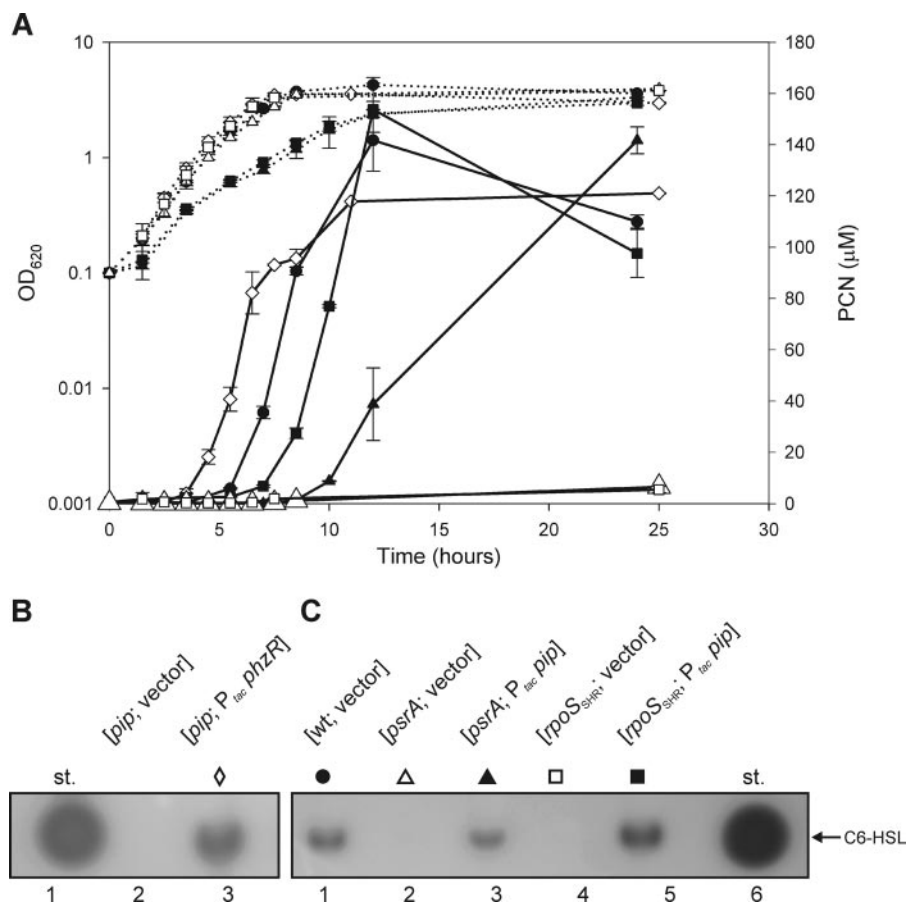 A
10
1
0.1
0.01
0.001
OD620
180
160
140
120
100
80
60
40
20
0
PCN (μM)
0 5 10 15 20 25 30
Time (hours)
B
[pip; vector]
[pip; Ptac phzR]
st.
1 2 3
C
[wt; vector]
[psrA; vector]
[psrA; Ptac pip]
[rpoSSHR; vector]
[rpoSSHR; Ptac pip]
st.
C6-HSL
1 2 3 4 5 6